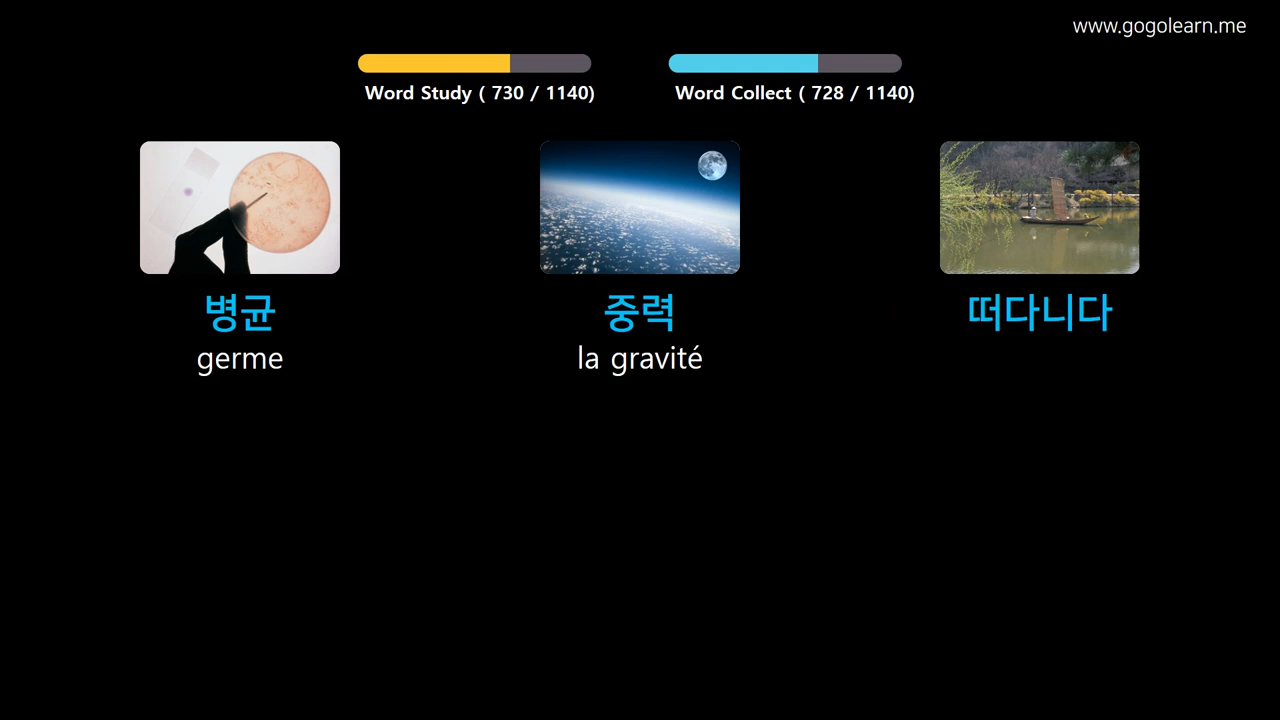 www.gogolearn.me
Word Study ( 730 / 1140)
Word Collect ( 728 / 1140)
병균
germe
중력
la gravité
떠다니다